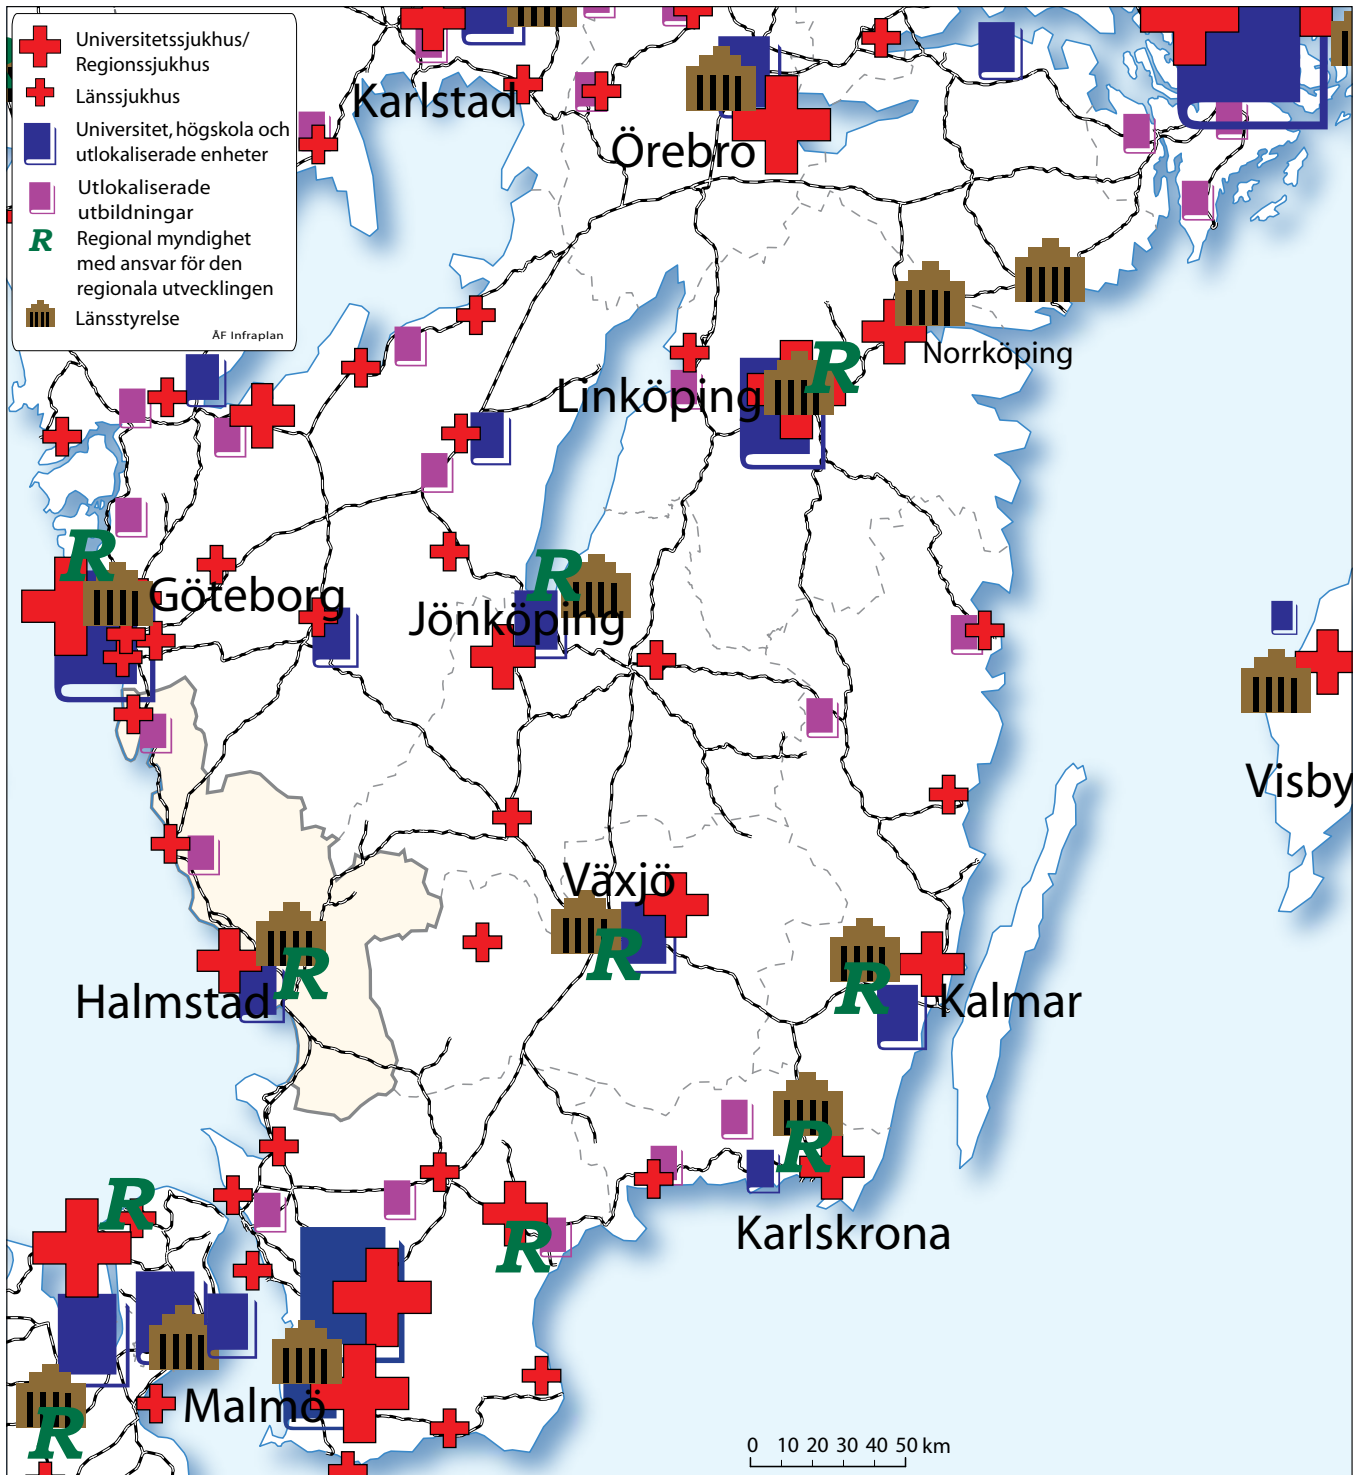 Universitetssjukhus/
Regionssjukhus
Länssjukhus
Universitet, högskola och
utlokaliserade enheter
Utlokaliserade
utbildningar
R Regional myndighet
med ansvar för den
regionala utvecklingen
Länsstyrelse
ÅF Infraplan
Karlstad
Örebro
Norrköping
R
Linköping
R
Göteborg
R
Jönköping
Visby
Växjö
R
Halmstad
R
Kalmar
R
R
Karlskrona
R
R
Malmö
R
0 10 20 30 40 50 km